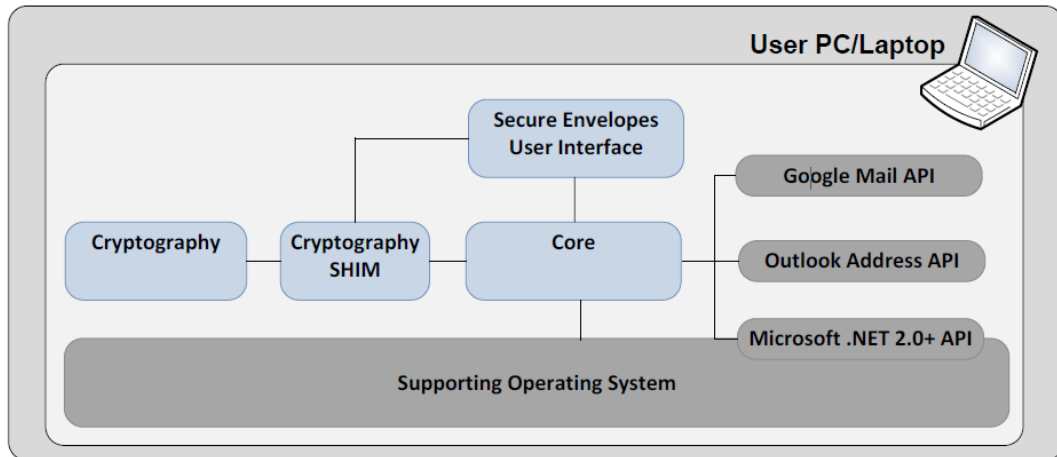 User PC/Laptop
Secure Envelopes
User Interface
Google Mail API
Cryptography
Cryptography
SHIM
Core
Outlook Address API
Microsoft .NET 2.0+ API
Supporting Operating System